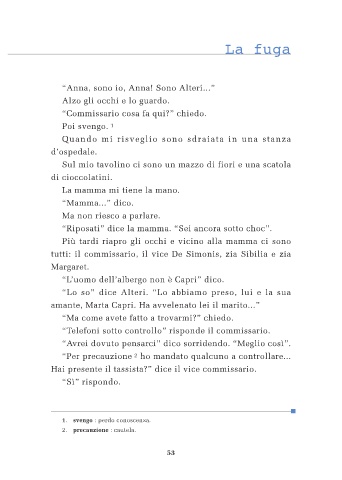 La fuga
“Anna, sono io, Anna! Sono Alteri...”
Alzo gli occhi e lo guardo.
“Commissario cosa fa qui?” chiedo.
Poi svengo. 1
Quando mi risveglio sono sdraiata in una stanza
d’ospedale.
Sul mio tavolino ci sono un mazzo di fiori e una scatola
di cioccolatini.
La mamma mi tiene la mano.
“Mamma...” dico.
Ma non riesco a parlare.
“Riposati” dice la mamma. “Sei ancora sotto choc”.
Più tardi riapro gli occhi e vicino alla mamma ci sono
tutti: il commissario, il vice De Simonis, zia Sibilia e zia
Margaret.
“L’uomo dell’albergo non è Capri” dico.
“Lo so” dice Alteri. “Lo abbiamo preso, lui e la sua
amante, Marta Capri. Ha avvelenato lei il marito...”
“Ma come avete fatto a trovarmi?” chiedo.
“Telefoni sotto controllo” risponde il commissario.
“Avrei dovuto pensarci” dico sorridendo. “Meglio così”.
“Per precauzione 2 ho mandato qualcuno a controllare...
Hai presente il tassista?” dice il vice commissario.
“Sì” rispondo.
1. svengo : perdo conoscenza.
2. precauzione : cautela.
53